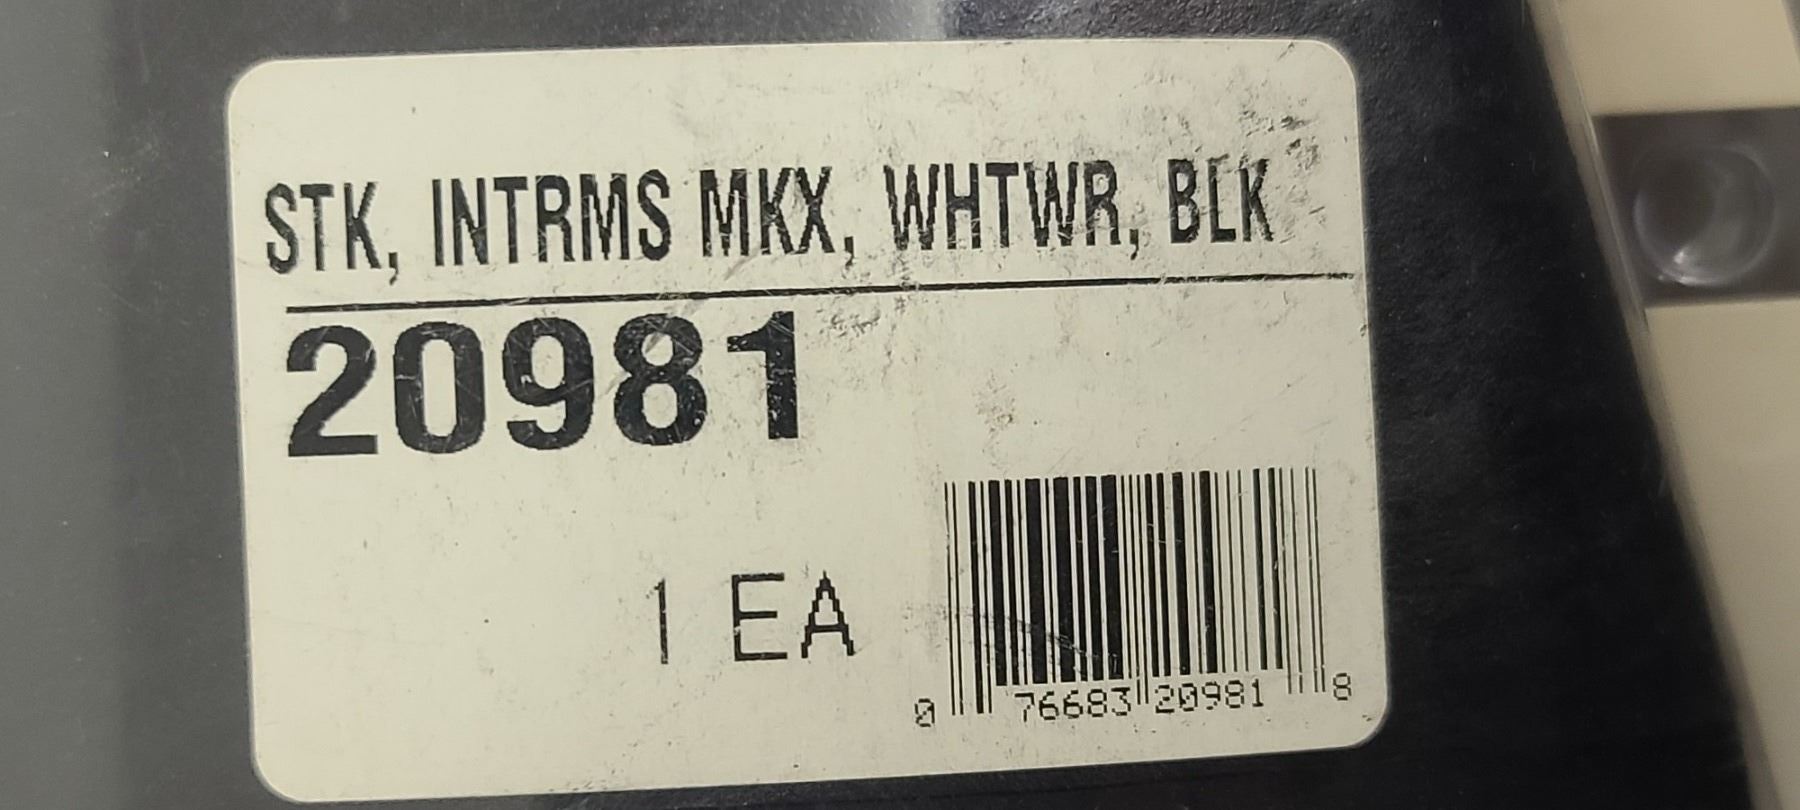 STK, INTRMS MKX, WHTWR, BLK
20981
1 EA
0 76683 20981 8